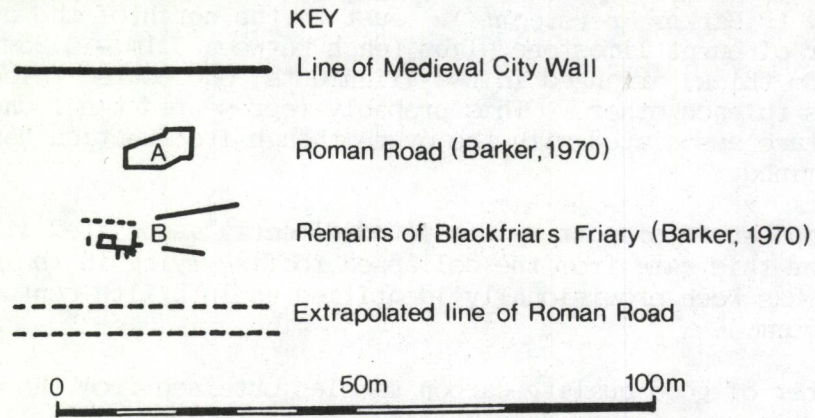 KEY
Line of Medieval City Wall
A
Roman Road (Barker, 1970)
B
Remains of Blackfriars Friary (Barker, 1970)
Extrapolated line of Roman Road
0 50m 100m